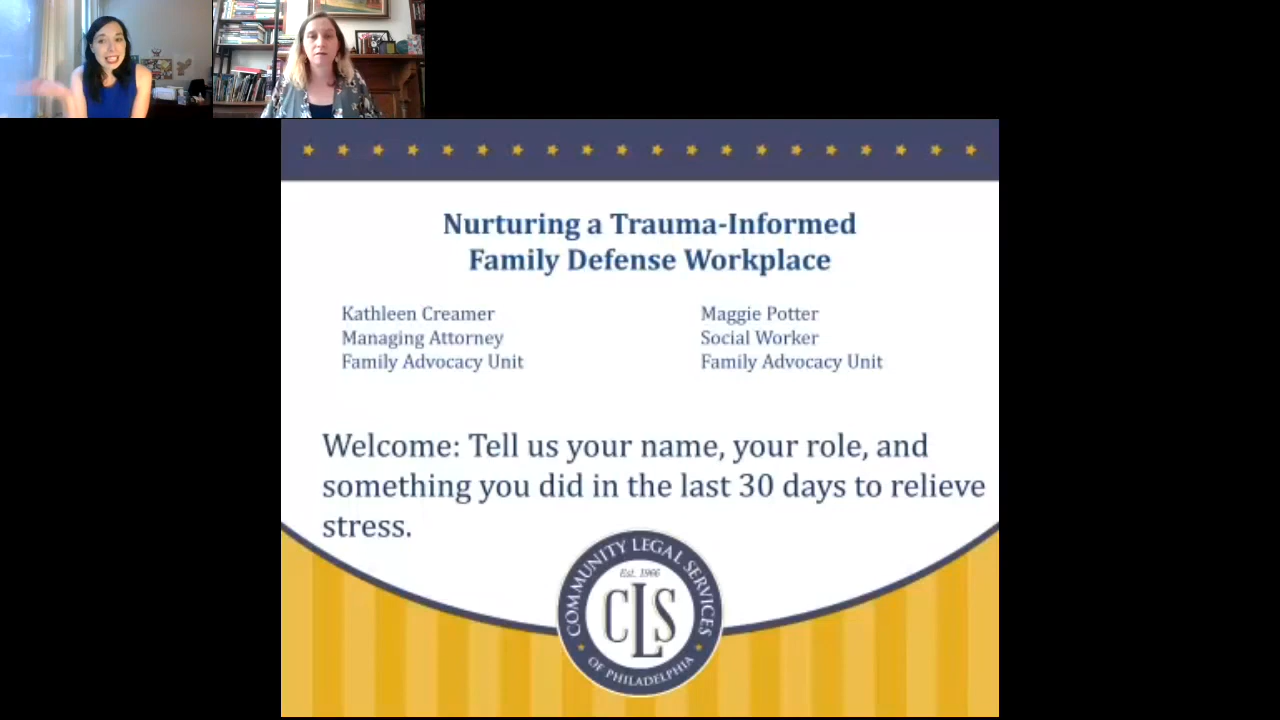 Nurturing a Trauma-Informed
Family Defense Workplace
Kathleen Creamer
Managing Attorney
Family Advocacy Unit
Maggie Potter
Social Worker
Family Advocacy Unit
Welcome: Tell us your name, your role, and
something you did in the last 30 days to relieve
stress.
COMMUNITY LEGAL SERVICES
Est. 1966
CLS
OF PHILADELPHIA